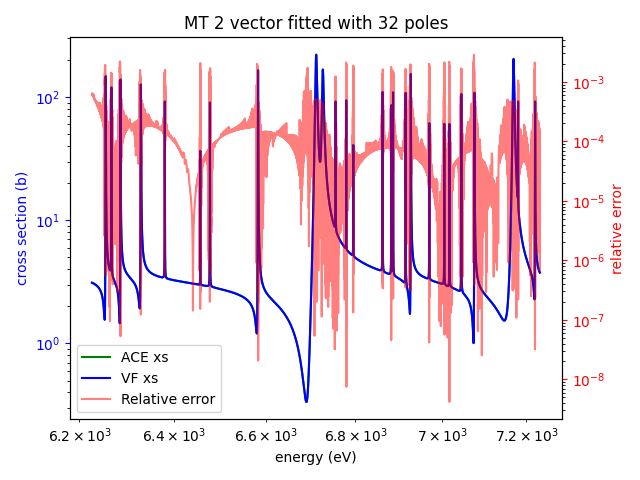 MT 2 vector fitted with 32 poles
cross section (b)
10²
10¹
10⁰
10⁻³
10⁻⁴
10⁻⁵
10⁻⁶
10⁻⁷
10⁻⁸
relative error
ACE xs
VF xs
Relative error
6.2 × 10³ 6.4 × 10³ 6.6 × 10³ 6.8 × 10³ 7 × 10³ 7.2 × 10³
energy (eV)